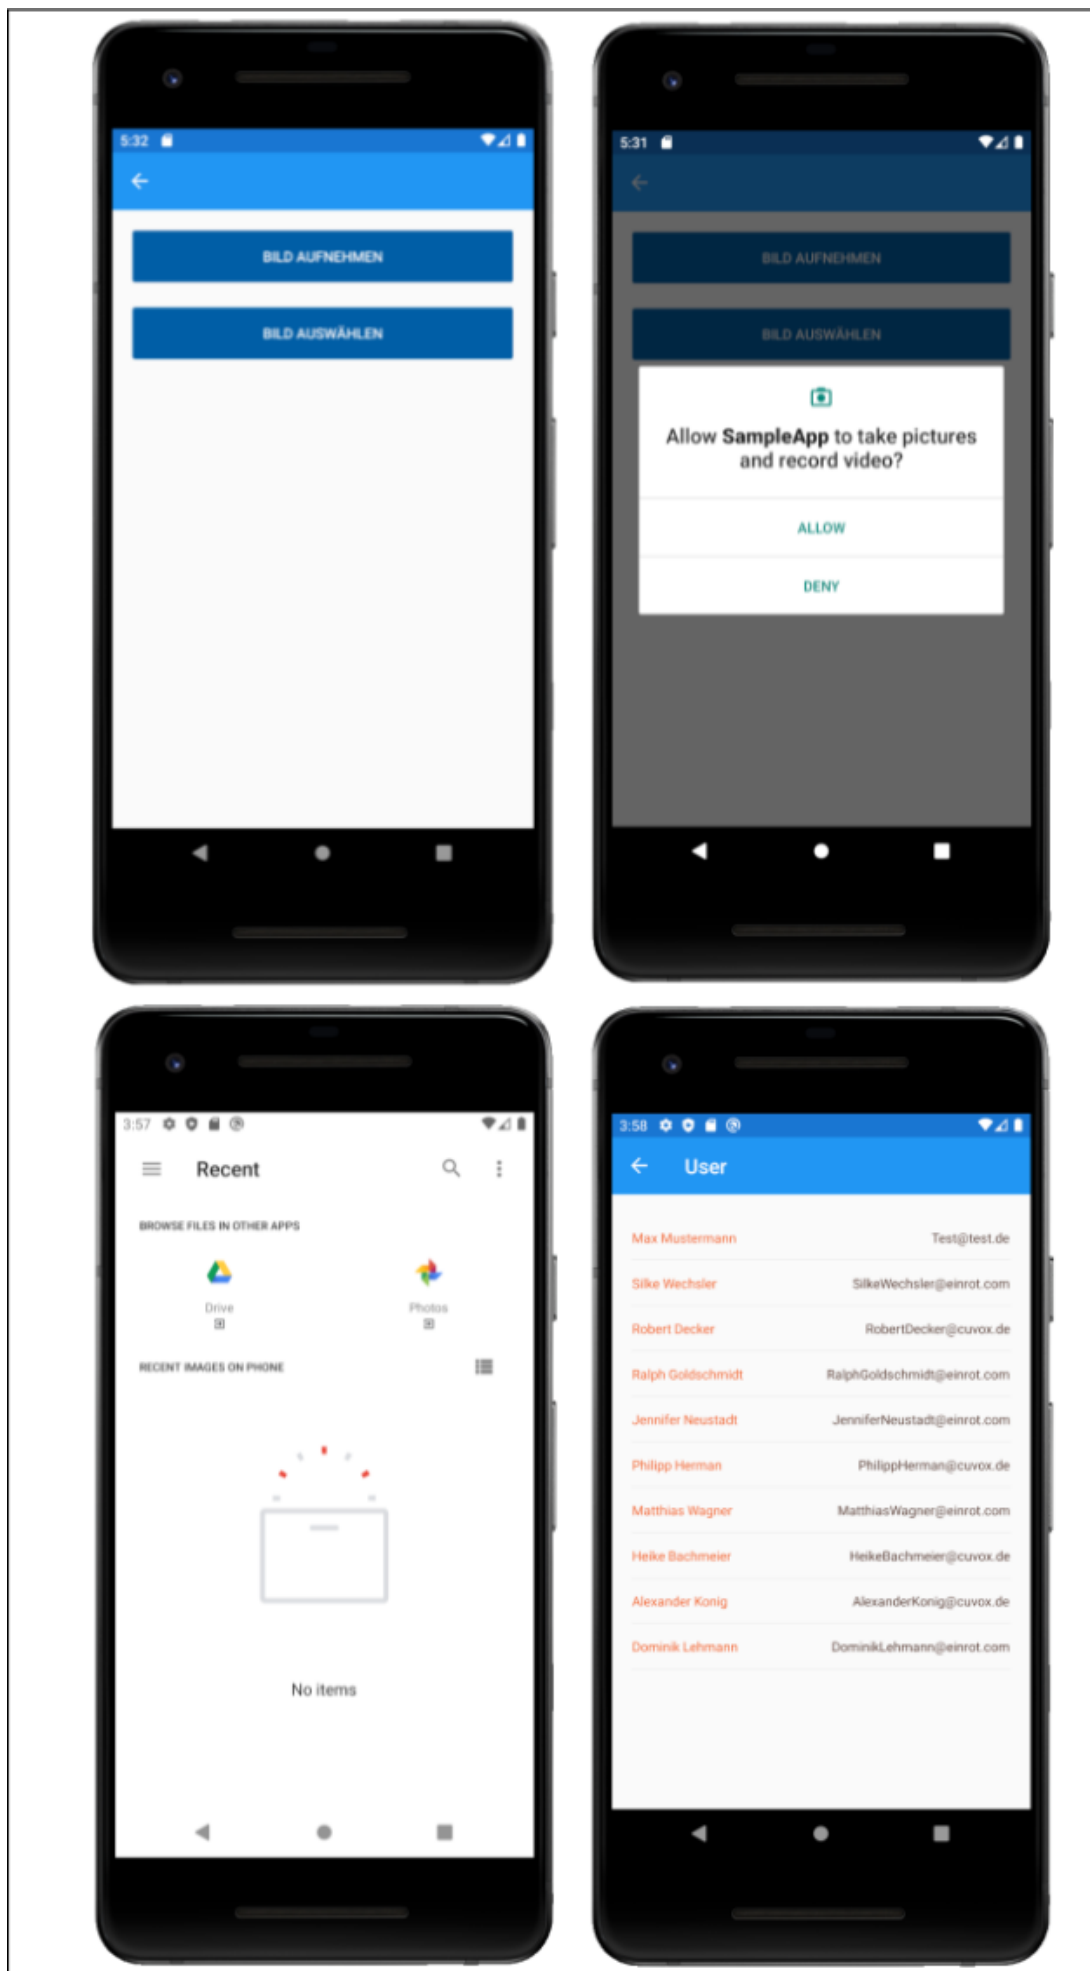 5:32
BILD AUFNEHMEN
BILD AUSWÄHLEN
5:31
BILD AUFNEHMEN
BILD AUSWÄHLEN
Allow SampleApp to take pictures
and record video?
ALLOW
DENY
3:57
Recent
BROWSE FILES IN OTHER APPS
Drive
Photos
RECENT IMAGES ON PHONE
No items
3:58
User
Max Mustermann Test@test.de
Silke Wechsler SilkeWechsler@einrot.com
Robert Decker RobertDecker@cuvox.de
Ralph Goldschmidt RalphGoldschmidt@einrot.com
Jennifer Neustadt JenniferNeustadt@einrot.com
Philipp Herman PhilippHerman@cuvox.de
Matthias Wagner MatthiasWagner@einrot.com
Heike Bachmeier HeikeBachmeier@cuvox.de
Alexander Konig AlexanderKonig@cuvox.de
Dominik Lehmann DominikLehmann@einrot.com